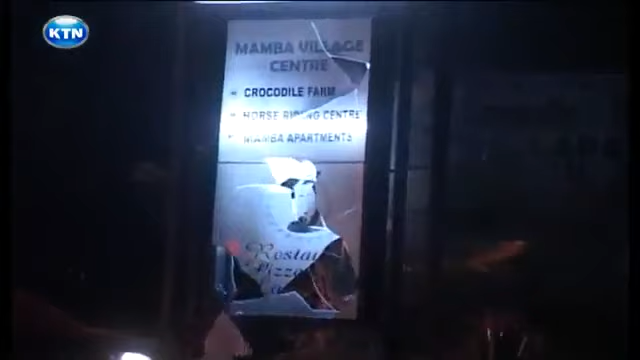 KTN
MAMBA VILLAGE
CENTRE
CROCODILE FARM
HORSE RIDING CENTRE
MAMBA APARTMENTS